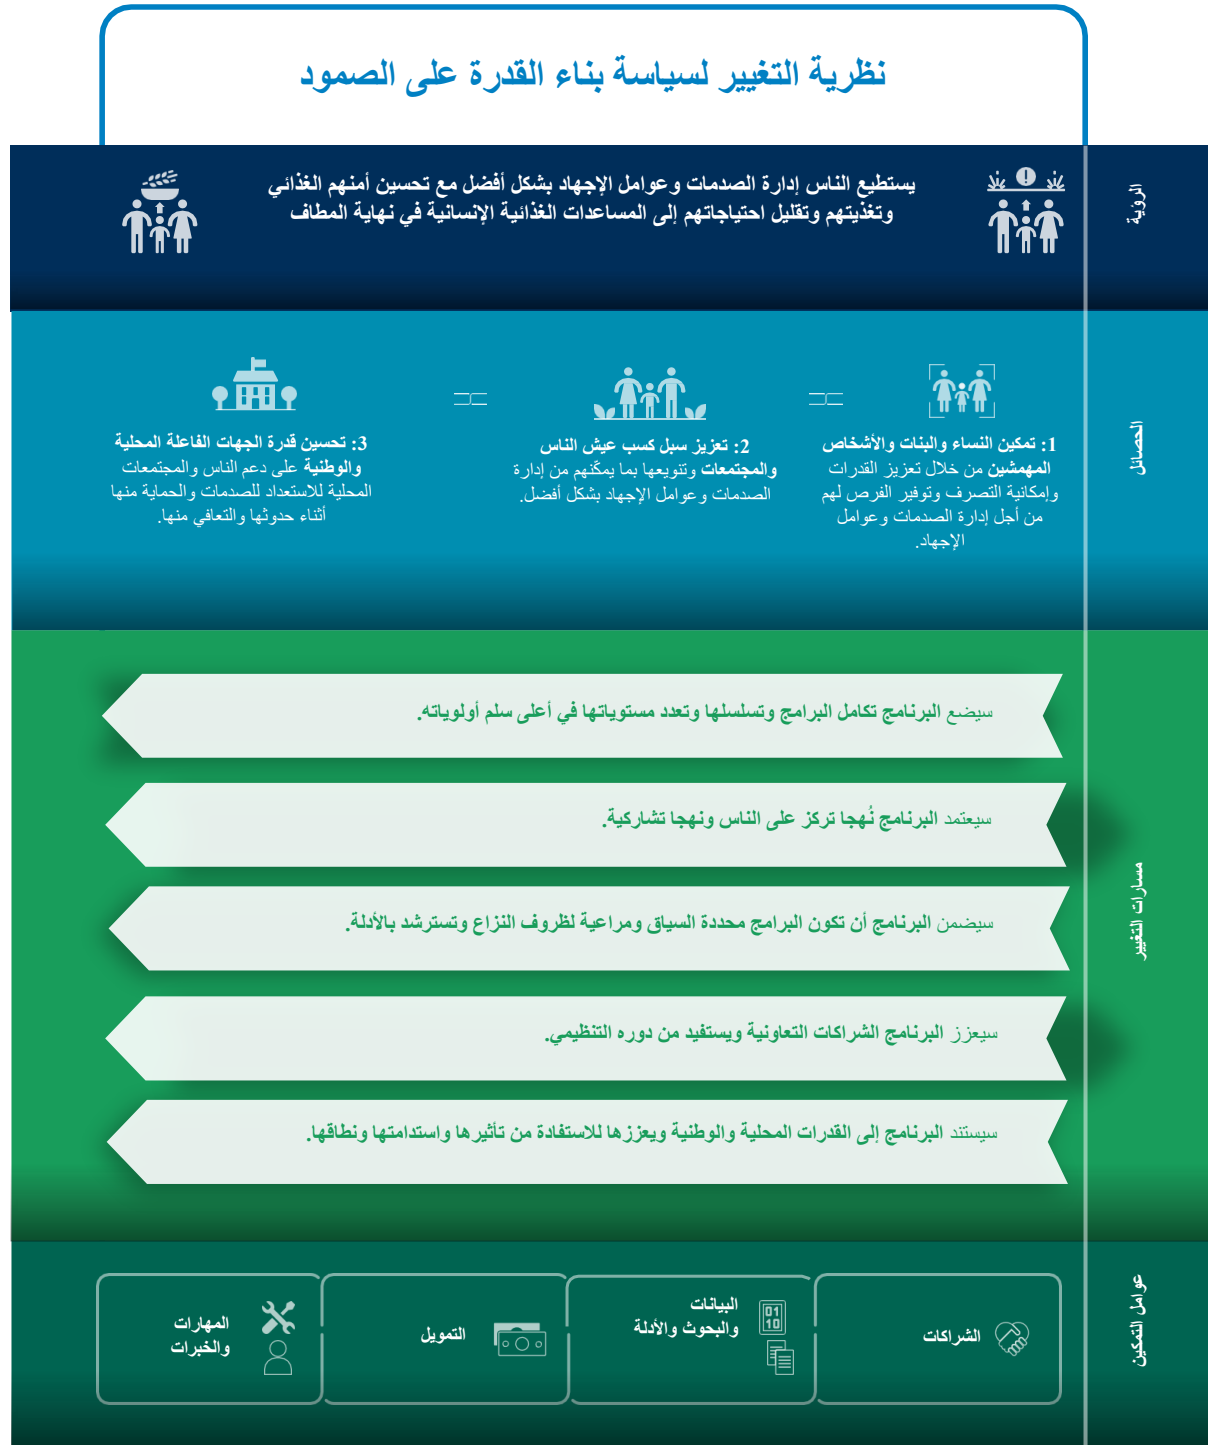 نظرية التغيير لسياسة بناء القدرة على الصمود
الرؤية
يستطيع الناس إدارة الصدمات وعوامل الإجهاد بشكل أفضل مع تحسين أمنهم الغذائي
وتغذيتهم وتقليل احتياجاتهم إلى المساعدات الغذائية الإنسانية في نهاية المطاف
الحصائل
1: تمكين النساء والبنات والأشخاص
المهمشين من خلال تعزيز القدرات
وإمكانية التصرف وتوفير الفرص لهم
من أجل إدارة الصدمات وعوامل
الإجهاد.
2: تعزيز سبل كسب عيش الناس
والمجتمعات وتنويعها بما يمكّنهم من إدارة
الصدمات وعوامل الإجهاد بشكل أفضل.
3: تحسين قدرة الجهات الفاعلة المحلية
والوطنية على دعم الناس والمجتمعات
المحلية للاستعداد للصدمات والحماية منها
أثناء حدوثها والتعافي منها.
مسارات التغيير
سيضع البرنامج تكامل البرامج وتسلسلها وتعدد مستوياتها في أعلى سلم أولوياته.
سيعتمد البرنامج نُهجا تركز على الناس ونهجا تشاركية.
سيضمن البرنامج أن تكون البرامج محددة السياق ومراعية لظروف النزاع وتسترشد بالأدلة.
سيعزز البرنامج الشراكات التعاونية ويستفيد من دوره التنظيمي.
سيستند البرنامج إلى القدرات المحلية والوطنية ويعززها للاستفادة من تأثيرها واستدامتها ونطاقها.
عوامل التمكين
الشراكات
01
10
البيانات
والبحوث والأدلة
التمويل
المهارات
والخبرات